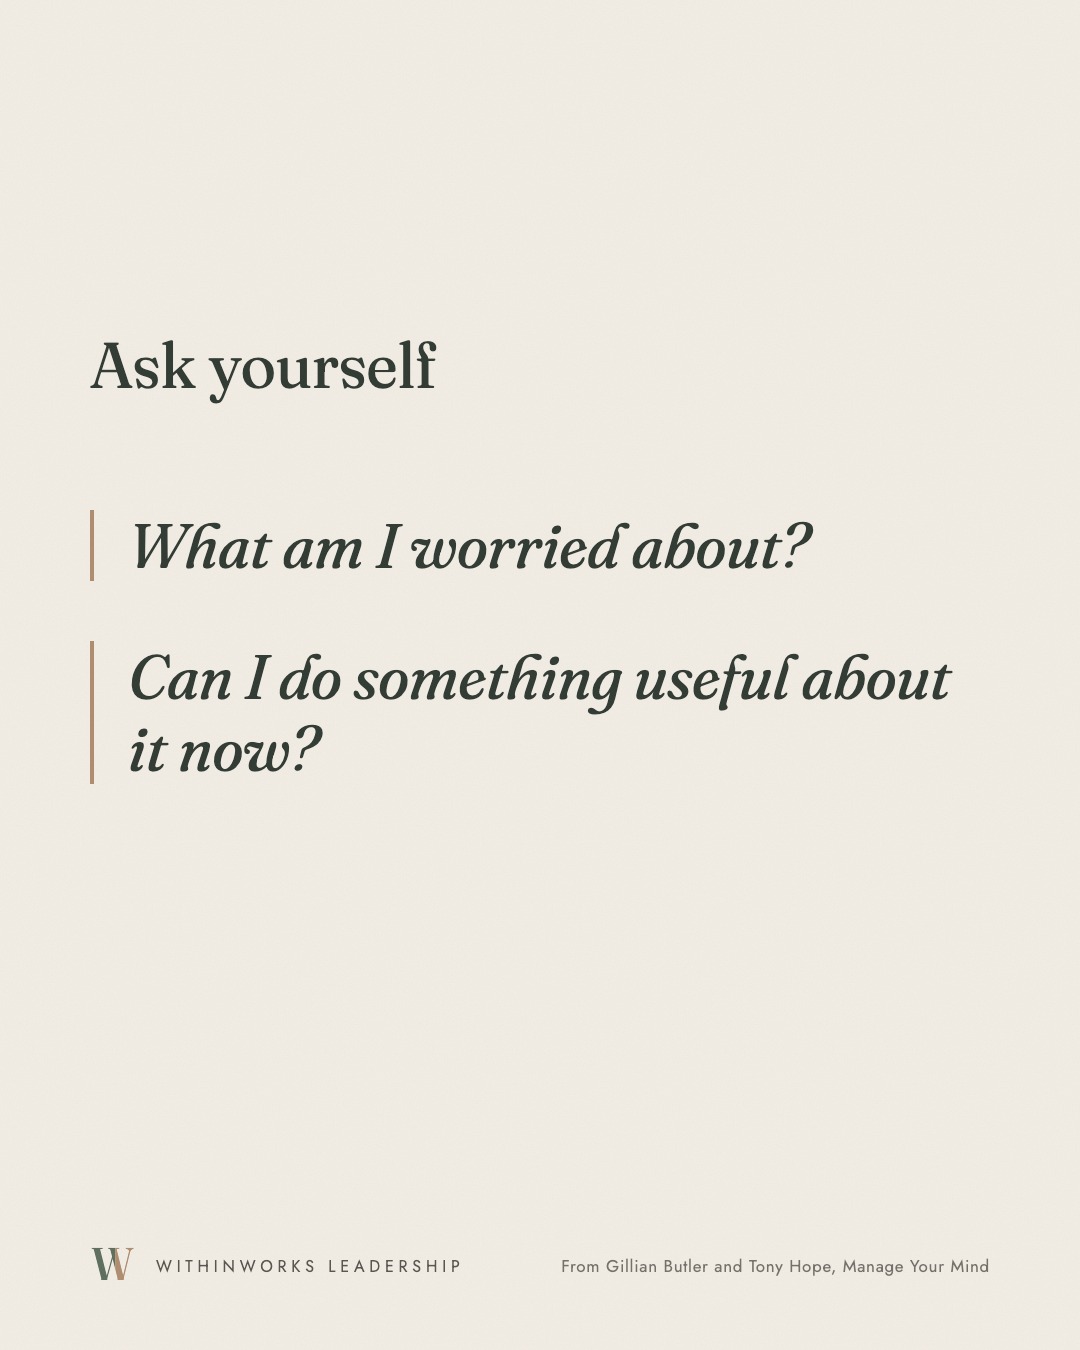 Ask yourself
What am I worried about?
Can I do something useful about
it now?
W WITHINWORKS LEADERSHIP
From Gillian Butler and Tony Hope, Manage Your Mind